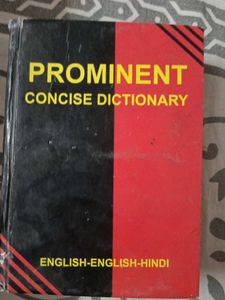 PROMINENT
CONCISE DICTIONARY
ENGLISH-ENGLISH-HINDI